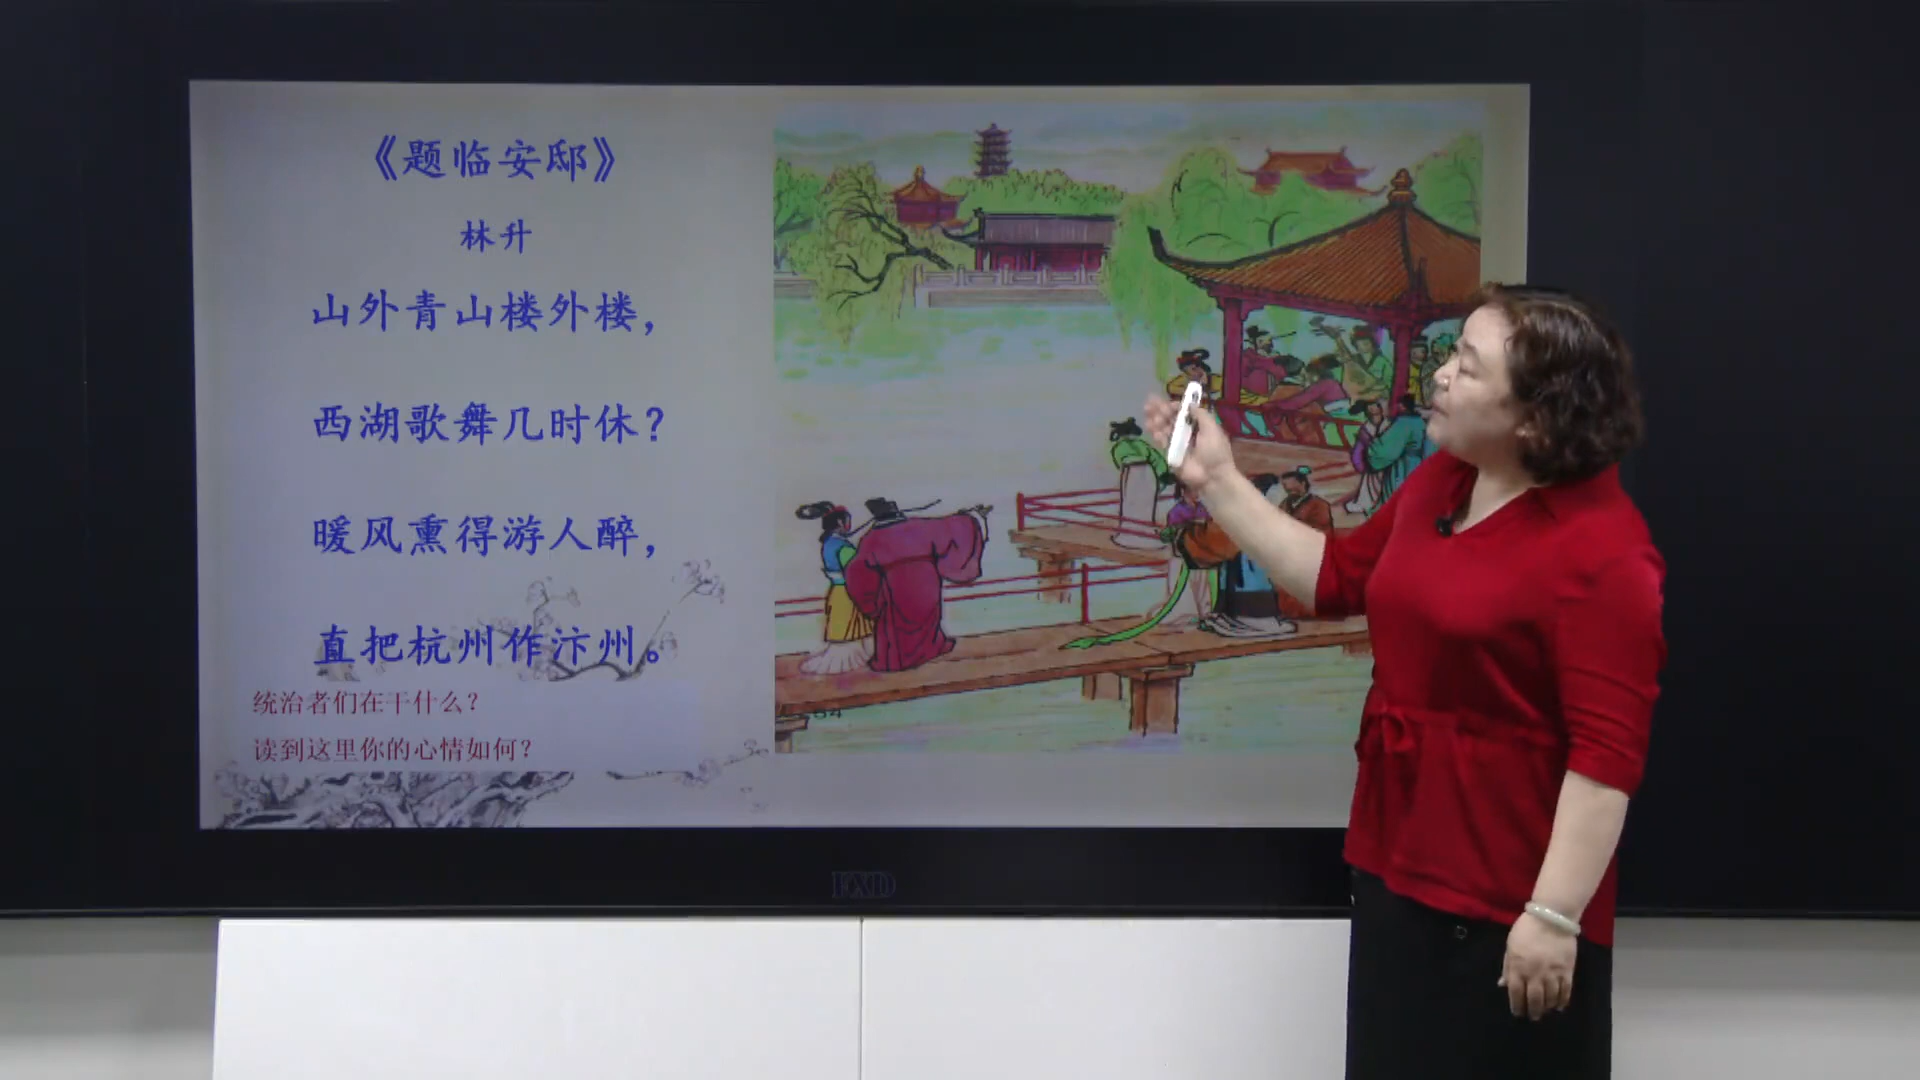 《题临安邸》
林升
山外青山楼外楼，
西湖歌舞几时休？
暖风熏得游人醉，
直把杭州作汴州。
统治者们在干什么？
读到这里你的心情如何？
64
FXD